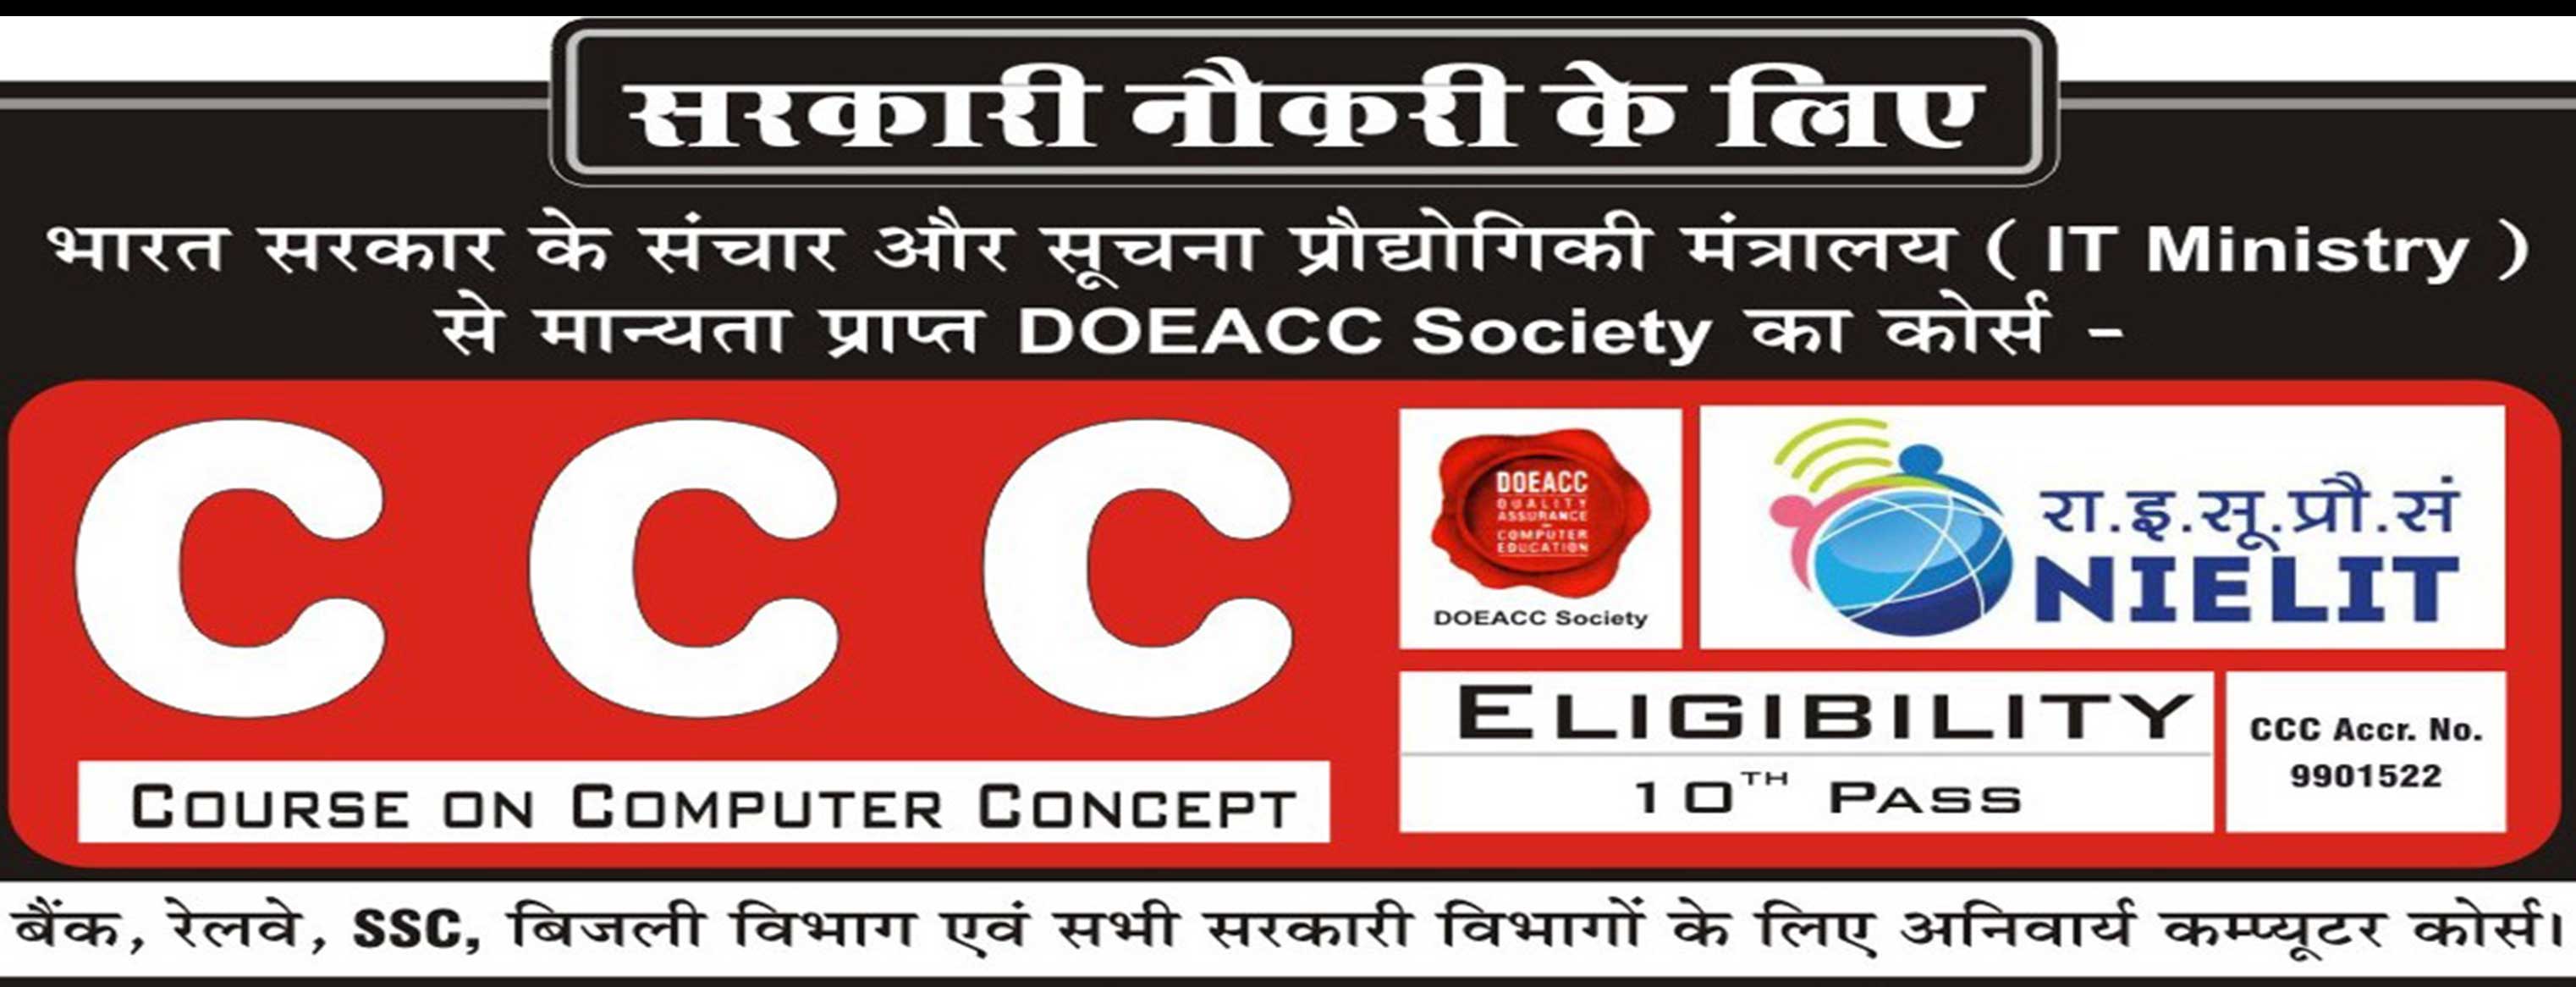 सरकारी नौकरी के लिए
भारत सरकार के संचार और सूचना प्रौद्योगिकी मंत्रालय ( IT Ministry )
से मान्यता प्राप्त DOEACC Society का कोर्स -
C C C
COURSE ON COMPUTER CONCEPT
DOEACC
QUALITY
ASSURANCE
COMPUTER
EDUCATION
DOEACC Society
रा.इ.सू.प्रौ.सं
NIELIT
ELIGIBILITY
10TH PASS
CCC Accr. No.
9901522
बैंक, रेलवे, SSC, बिजली विभाग एवं सभी सरकारी विभागों के लिए अनिवार्य कम्प्यूटर कोर्स।